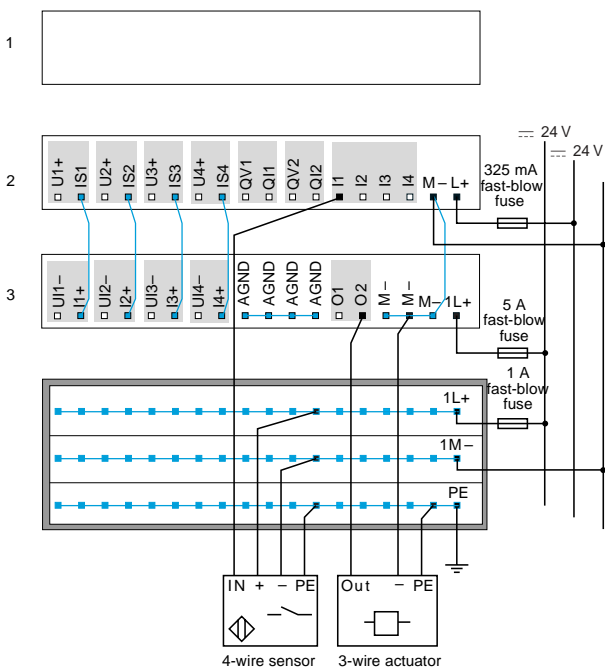 1
24 V
24 V
2
U1+ IS1 U2+ IS2 U3+ IS3 U4+ IS4 QV1 QI1 QV2 QI2 I1 I2 I3 I4 M– L+
325 mA
fast-blow
fuse
3
UI1– I1+ UI2– I2+ UI3– I3+ UI4– I4+ AGND AGND AGND AGND O1 O2 M– M– M– 1L+
5 A
fast-blow
fuse
1 A
fast-blow
fuse
1L+
1M–
PE
IN + – PE
Out – PE
4-wire sensor
3-wire actuator